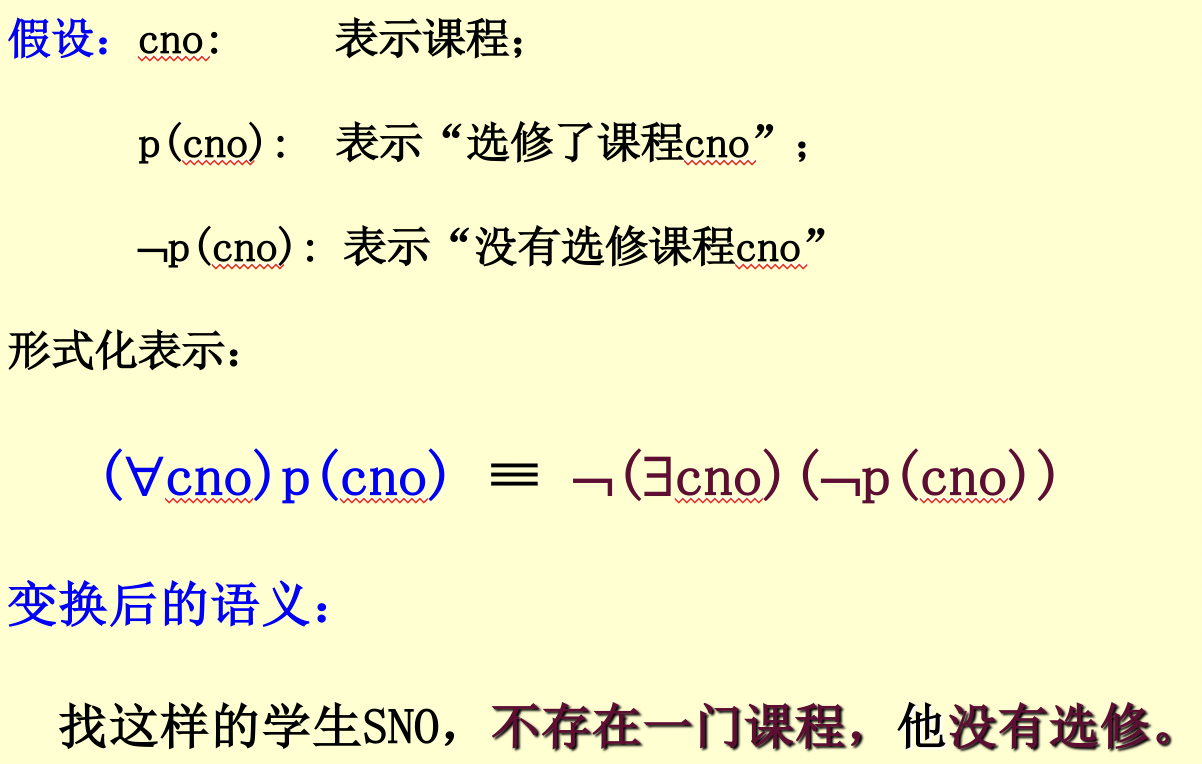 假设：cno:    表示课程；
p(cno):  表示“选修了课程cno”；
¬p(cno): 表示“没有选修课程cno”
形式化表示：
(∀cno)p(cno) ≡ ¬(∃cno)(¬p(cno))
变换后的语义：
找这样的学生SNO，不存在一门课程，他没有选修。